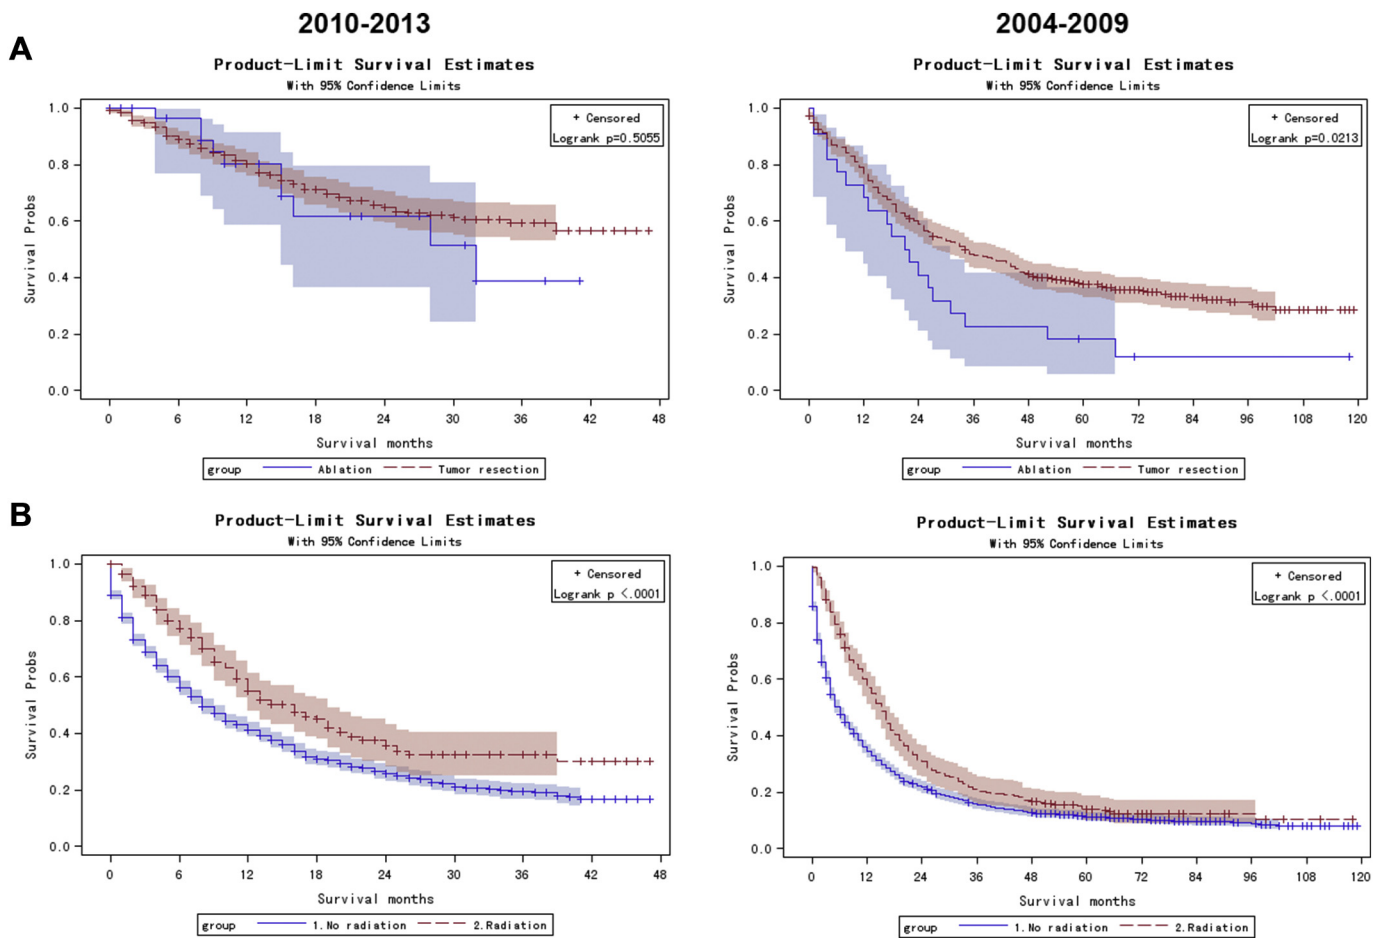 2010-2013
2004-2009
A
Product-Limit Survival Estimates
With 95% Confidence Limits
+ Censored
Logrank p=0.5055
Survival Probs
1.0
0.8
0.6
0.4
0.2
0.0
0 6 12 18 24 30 36 42 48
Survival months
group Ablation Tumor resection
Product-Limit Survival Estimates
With 95% Confidence Limits
+ Censored
Logrank p=0.0213
Survival Probs
1.0
0.8
0.6
0.4
0.2
0.0
0 12 24 36 48 60 72 84 96 108 120
Survival months
group Ablation Tumor resection
B
Product-Limit Survival Estimates
With 95% Confidence Limits
+ Censored
Logrank p <.0001
Survival Probs
1.0
0.8
0.6
0.4
0.2
0.0
0 6 12 18 24 30 36 42 48
Survival months
group 1.No radiation 2.Radiation
Product-Limit Survival Estimates
With 95% Confidence Limits
+ Censored
Logrank p <.0001
Survival Probs
1.0
0.8
0.6
0.4
0.2
0.0
0 12 24 36 48 60 72 84 96 108 120
Survival months
group 1.No radiation 2.Radiation